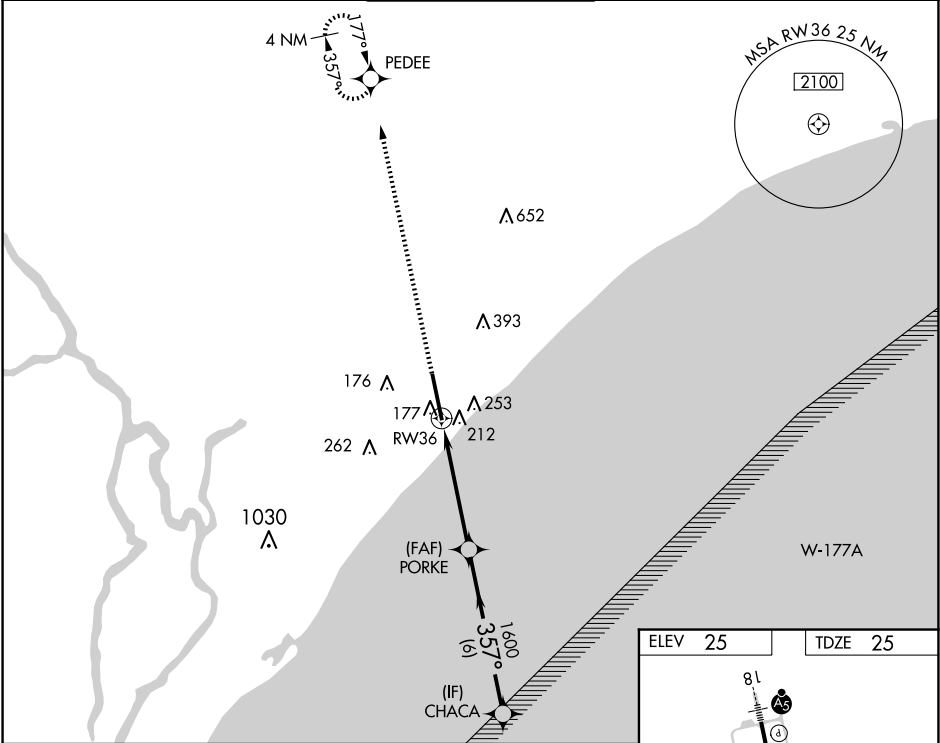 177°
4 NM
357°
PEDEE
MSA RW36 25 NM
2100
652
393
176
177
253
RW36
212
262
1030
(FAF)
PORKE
W-177A
1600
357°
(6)
(IF)
CHACA
ELEV 25
TDZE 25
18
A5
P